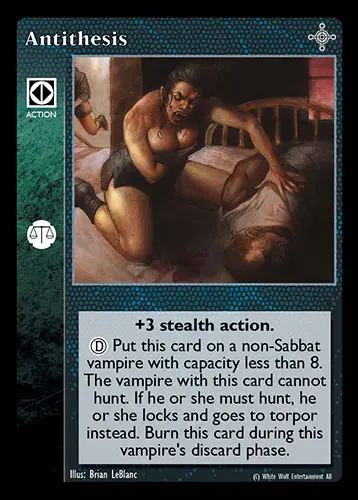 Antithesis
ACTION
+3 stealth action.
Ⓓ Put this card on a non-Sabbat
vampire with capacity less than 8.
The vampire with this card cannot
hunt. If he or she must hunt, he
or she locks and goes to torpor
instead. Burn this card during this
vampire's discard phase.
Illus: Brian LeBlanc
(C) White Wolf Entertainment AB